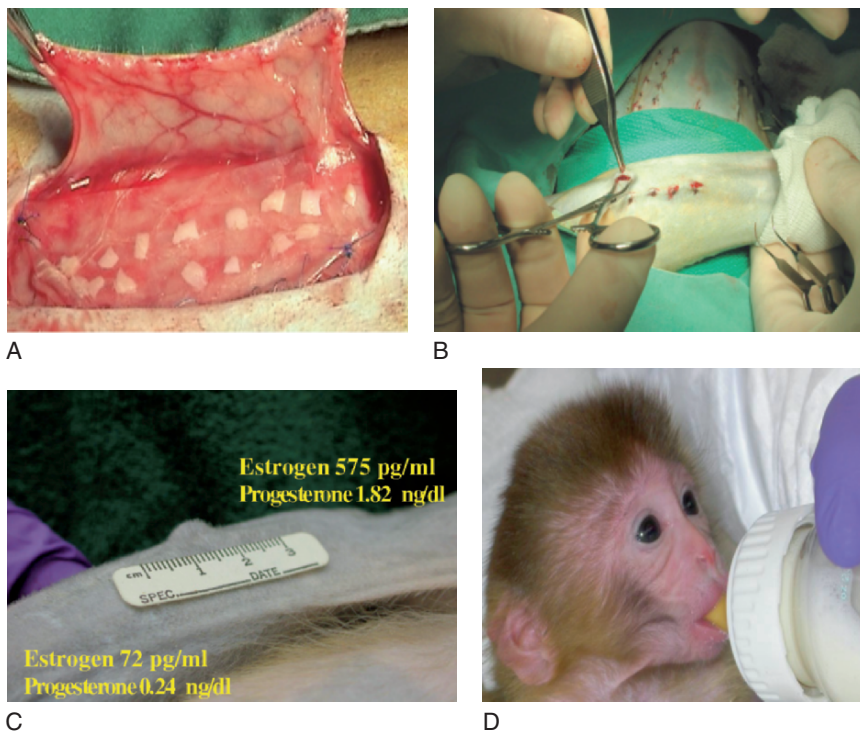 A
B
Estrogen 575 pg/ml
Progesterone 1.82 ng/dl
cm 1 2 3
SPEC. DATE
Estrogen 72 pg/ml
Progesterone 0.24 ng/dl
C
D